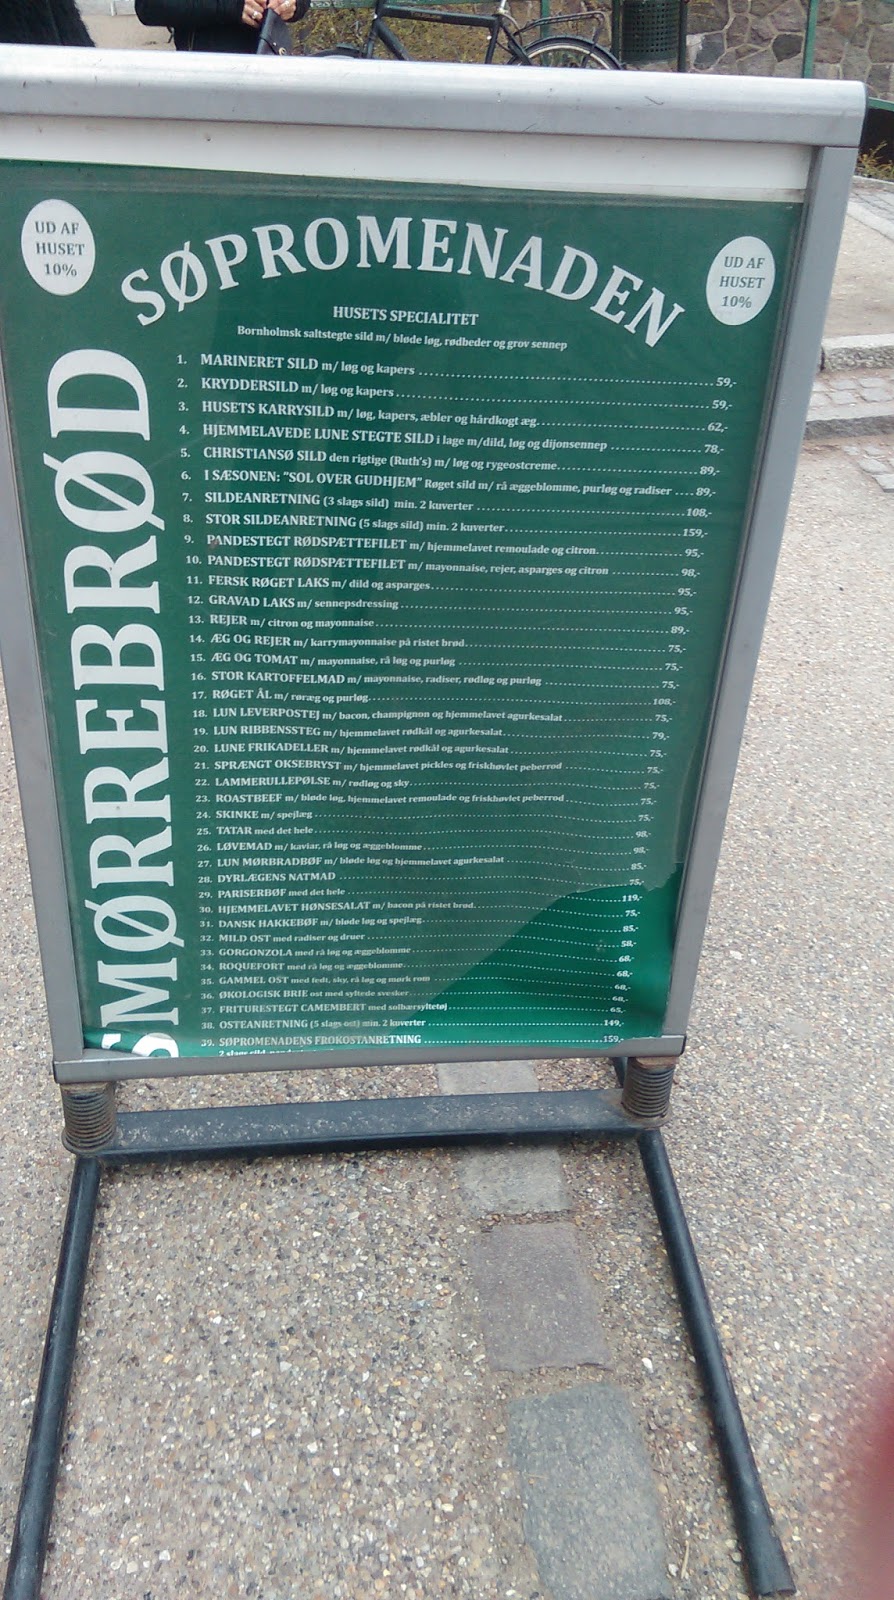 UD AF
HUSET
10%
SØPROMENADEN
UD AF
HUSET
10%
SMØRREBRØD
HUSETS SPECIALITET
Bornholmsk saltstegte sild m/ bløde løg, rødbeder og grov sennep
1. MARINERET SILD m/ løg og kapers 59,-
2. KRYDDERSILD m/ løg og kapers 59,-
3. HUSETS KARRYSILD m/ løg, kapers, æbler og hårdkogt æg 62,-
4. HJEMMELAVEDE LUNE STEGTE SILD i lage m/dild, løg og dijonsennep 78,-
5. CHRISTIANSØ SILD den rigtige (Ruth's) m/ løg og rygeostcreme 89,-
6. I SÆSONEN: "SOL OVER GUDHJEM" Røget sild m/ rå æggeblomme, purløg og radiser 89,-
7. SILDEANRETNING (3 slags sild) min. 2 kuverter 108,-
8. STOR SILDEANRETNING (5 slags sild) min. 2 kuverter 159,-
9. PANDESTEGT RØDSPÆTTEFILET m/ hjemmelavet remoulade og citron 95,-
10. PANDESTEGT RØDSPÆTTEFILET m/ mayonnaise, rejer, asparges og citron 98,-
11. FERSK RØGET LAKS m/ dild og asparges 95,-
12. GRAVAD LAKS m/ sennepsdressing 95,-
13. REJER m/ citron og mayonnaise 89,-
14. ÆG OG REJER m/ karrymayonnaise på ristet brød 75,-
15. ÆG OG TOMAT m/ mayonnaise, rå løg og purløg 75,-
16. STOR KARTOFFELMAD m/ mayonnaise, radiser, rødløg og purløg 75,-
17. RØGET ÅL m/ røræg og purløg 108,-
18. LUN LEVERPOSTEJ m/ bacon, champignon og hjemmelavet agurkesalat 75,-
19. LUN RIBBENSSTEG m/ hjemmelavet rødkål og agurkesalat 79,-
20. LUNE FRIKADELLER m/ hjemmelavet rødkål og agurkesalat 75,-
21. SPRÆNGT OKSEBRYST m/ hjemmelavet pickles og friskhøvlet peberrod 75,-
22. LAMMERULLEPØLSE m/ rødløg og sky 75,-
23. ROASTBEEF m/ bløde løg, hjemmelavet remoulade og friskhøvlet peberrod 75,-
24. SKINKE m/ spejlæg 75,-
25. TATAR med det hele 98,-
26. LØVEMAD m/ kaviar, rå løg og æggeblomme 98,-
27. LUN MØRBRADBØF m/ bløde løg og hjemmelavet agurkesalat 85,-
28. DYRLÆGENS NATMAD 75,-
29. PARISERBØF med det hele 119,-
30. HJEMMELAVET HØNSESALAT m/ bacon på ristet brød 75,-
31. DANSK HAKKEBØF m/ bløde løg og spejlæg 85,-
32. MILD OST med radiser og druer 58,-
33. GORGONZOLA med rå løg og æggeblomme 68,-
34. ROQUEFORT med rå løg og æggeblomme 68,-
35. GAMMEL OST med fedt, sky, rå løg og mørk rom 68,-
36. ØKOLOGISK BRIE ost med syltede svesker 68,-
37. FRITURESTEGT CAMEMBERT med solbærsyltetøj 65,-
38. OSTEANRETNING (5 slags ost) min. 2 kuverter 149,-
39. SØPROMENADENS FROKOSTANRETNING 159,-
2 slags sild